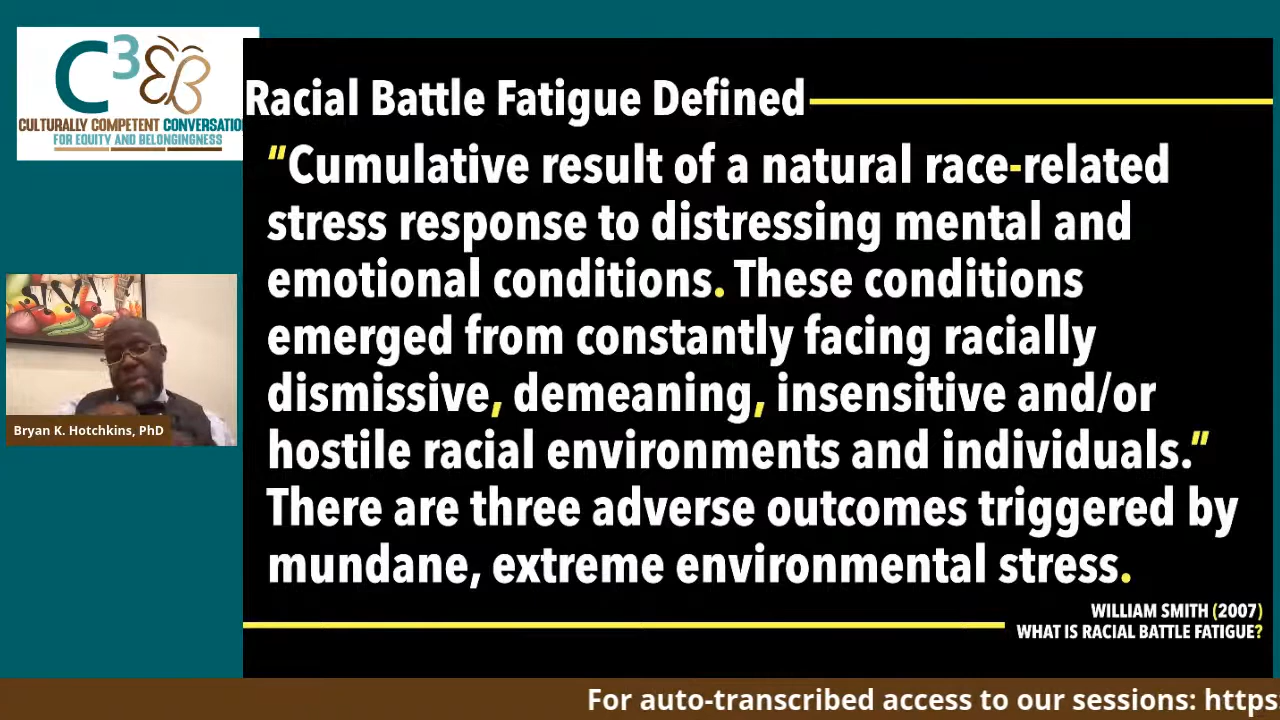 C3EB
CULTURALLY COMPETENT CONVERSATIO
FOR EQUITY AND BELONGINGNESS
Racial Battle Fatigue Defined
“Cumulative result of a natural race-related
stress response to distressing mental and
emotional conditions. These conditions
emerged from constantly facing racially
dismissive, demeaning, insensitive and/or
hostile racial environments and individuals.”
There are three adverse outcomes triggered by
mundane, extreme environmental stress.
WILLIAM SMITH (2007)
WHAT IS RACIAL BATTLE FATIGUE?
Bryan K. Hotchkins, PhD
For auto-transcribed access to our sessions: https: